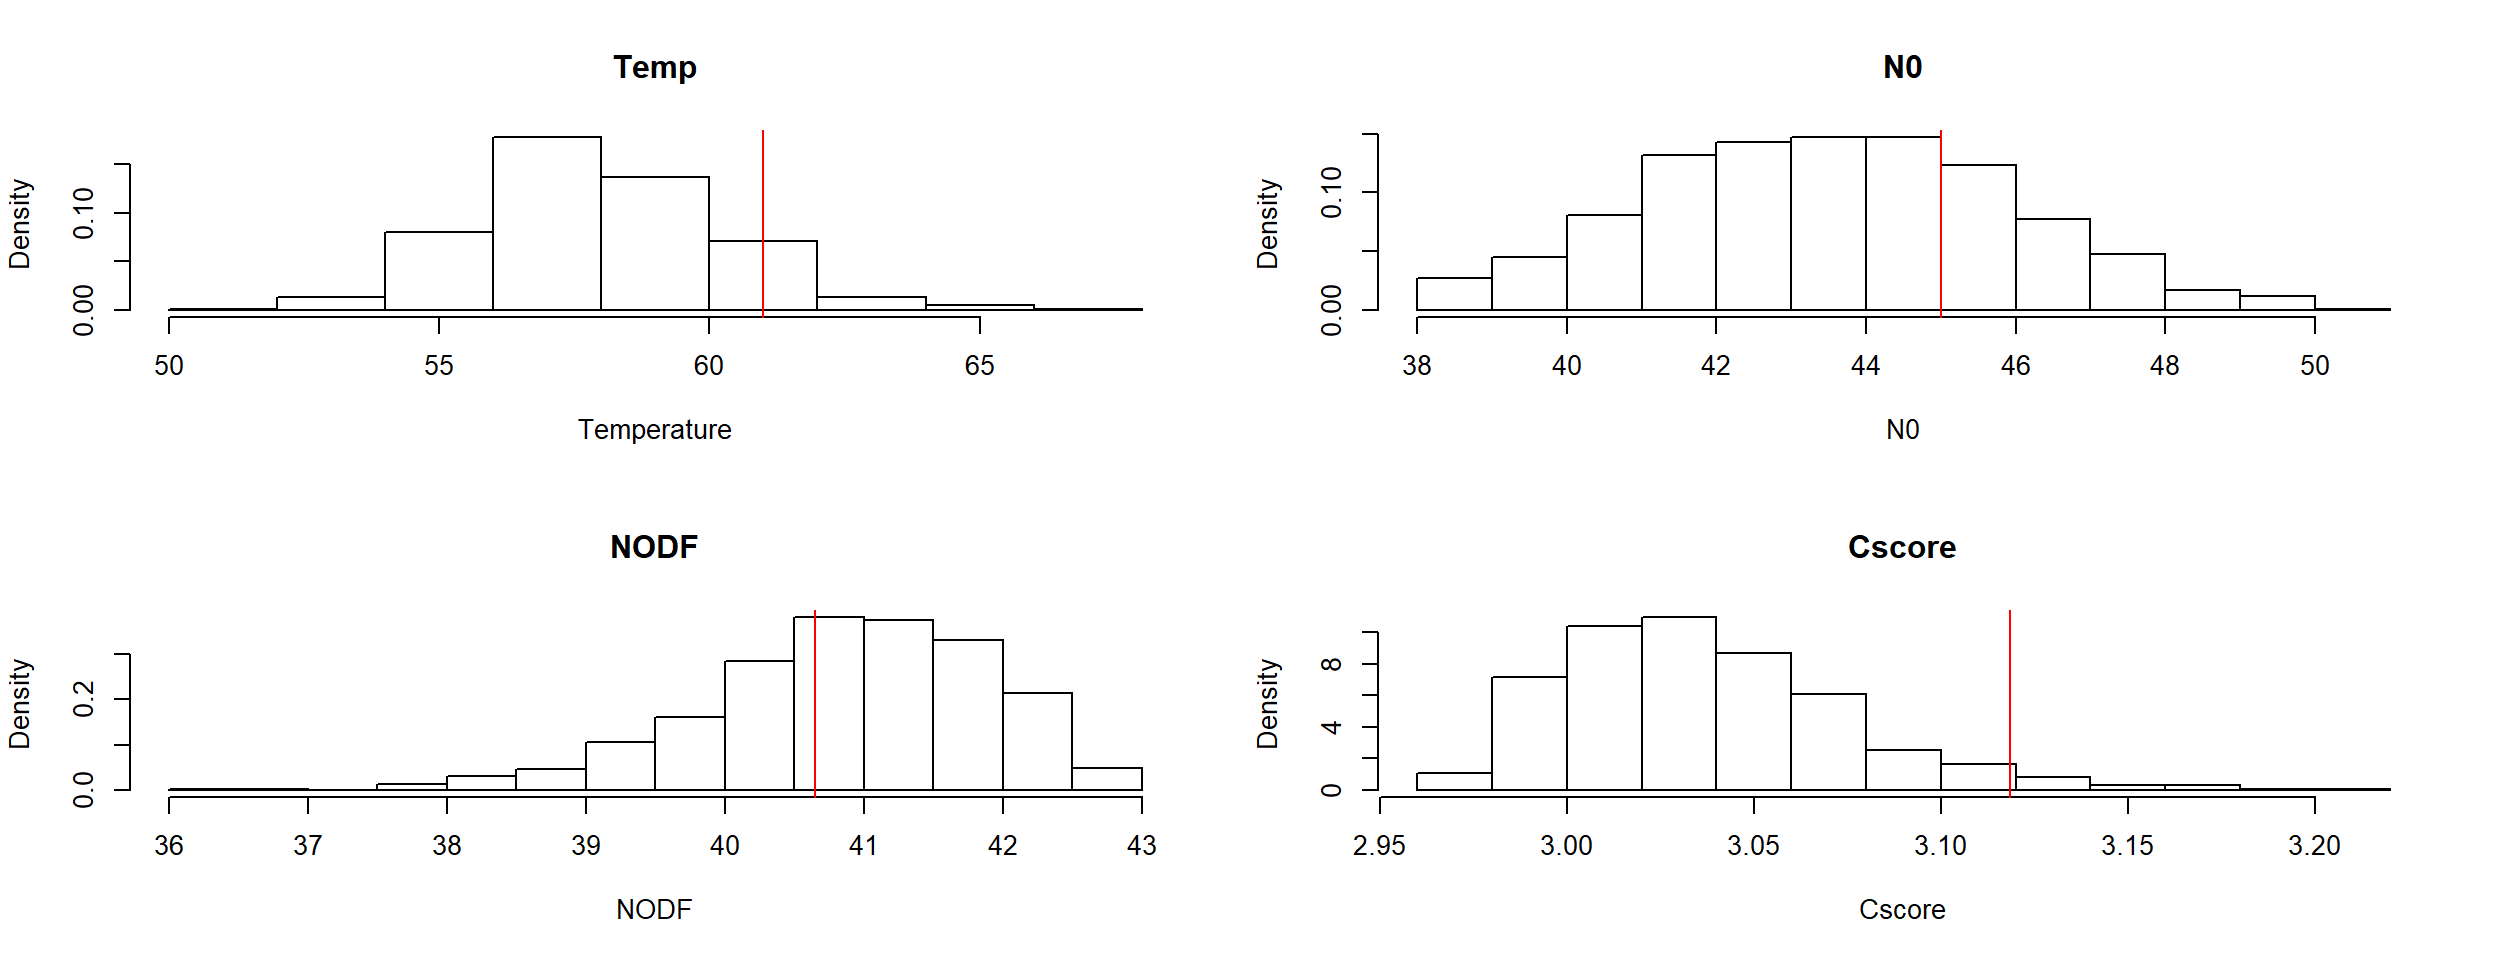 Temp
Density
0.00 0.10
50 55 60 65
Temperature
N0
Density
0.00 0.10
38 40 42 44 46 48 50
N0
NODF
Density
0.0 0.2
36 37 38 39 40 41 42 43
NODF
Cscore
Density
0 4 8
2.95 3.00 3.05 3.10 3.15 3.20
Cscore